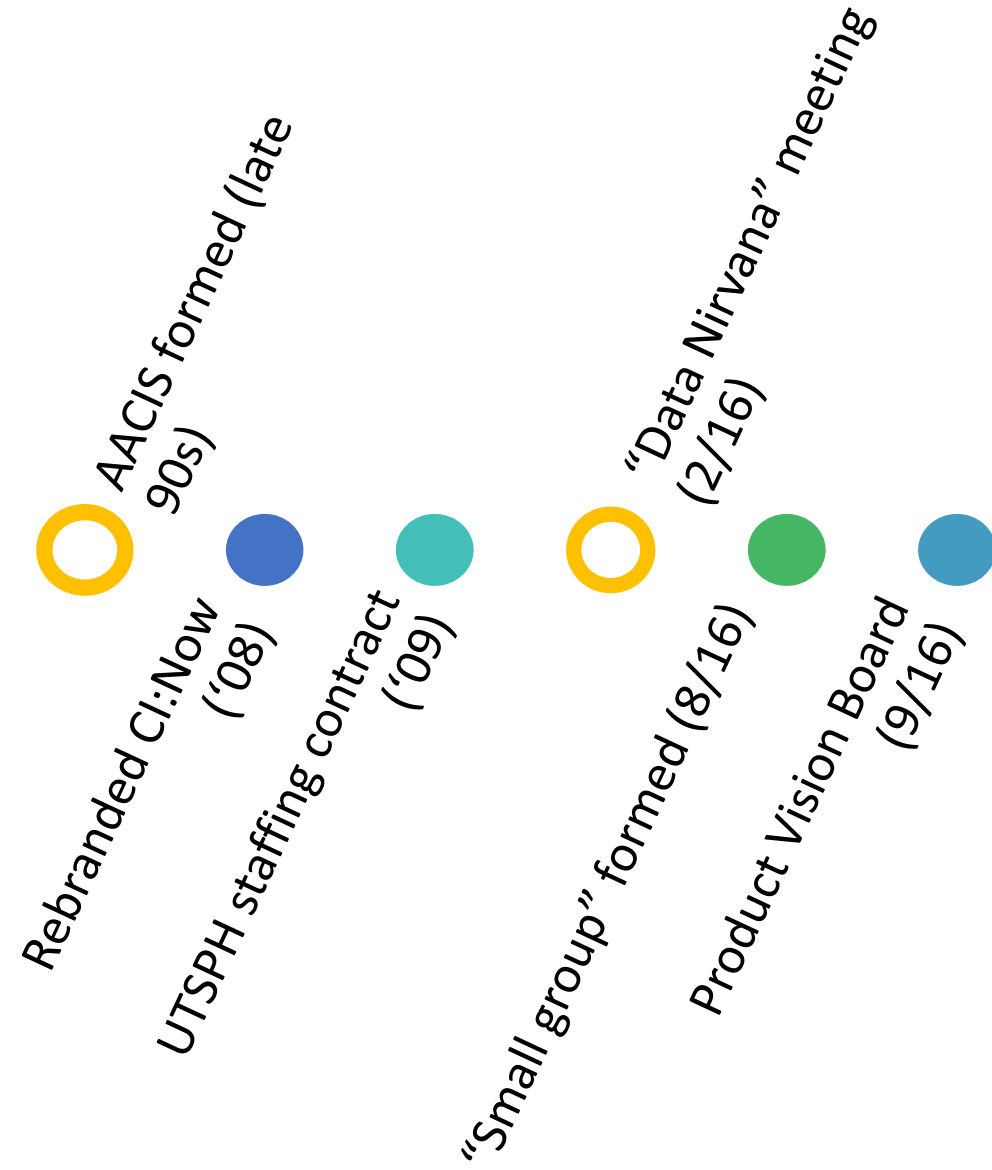 AACIS formed (late
90s)
Rebranded CI:Now
(‘08)
UTSPH staffing contract
(‘09)
“Data Nirvana” meeting
(2/16)
“Small group” formed (8/16)
Product Vision Board
(9/16)